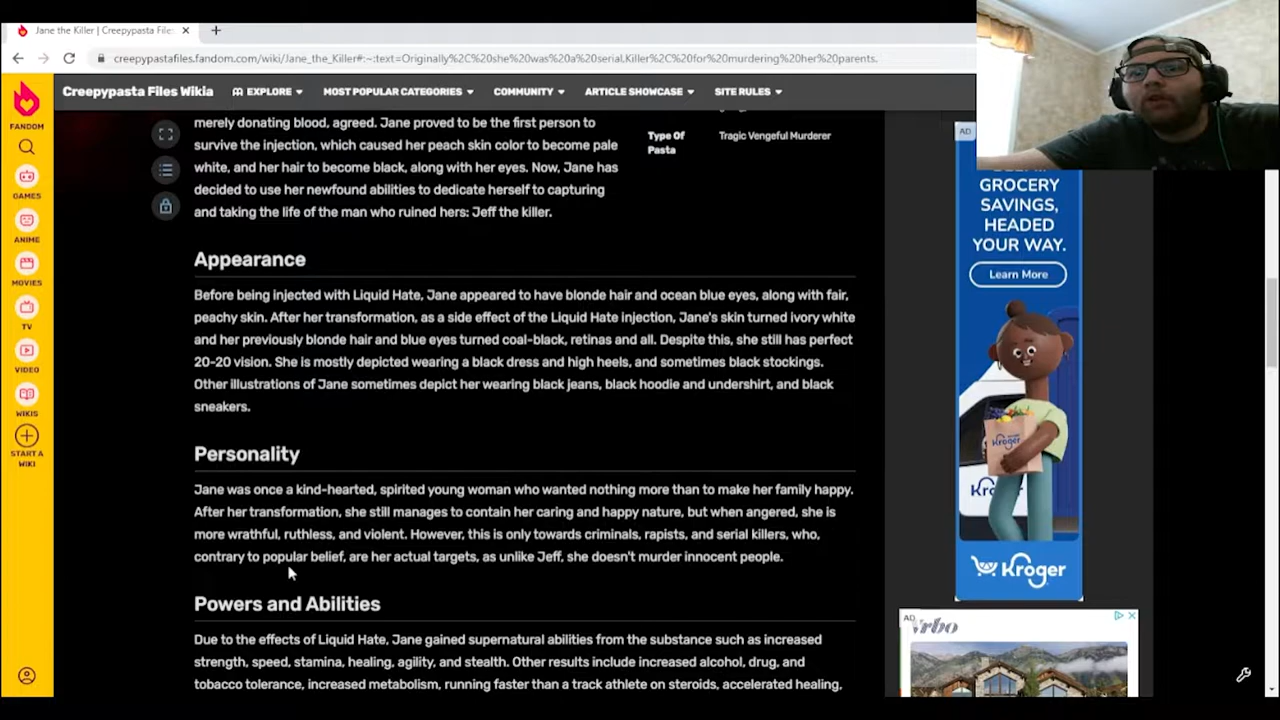 Jane the Killer | Creepypasta File
creepypastafiles.fandom.com/wiki/Jane_the_Killer#:~:text=Originally%2C%20she%20was%20a%20serial,Killer%2C%20for%20murdering%20her%20parents.
FANDOM
GAMES
ANIME
MOVIES
TV
VIDEO
WIKIS
START A
WIKI
Creepypasta Files Wikia
EXPLORE
MOST POPULAR CATEGORIES
COMMUNITY
ARTICLE SHOWCASE
SITE RULES
merely donating blood, agreed. Jane proved to be the first person to
survive the injection, which caused her peach skin color to become pale
white, and her hair to become black, along with her eyes. Now, Jane has
decided to use her newfound abilities to dedicate herself to capturing
and taking the life of the man who ruined hers: Jeff the killer.
Type Of
Pasta
Tragic Vengeful Murderer
Appearance
Before being injected with Liquid Hate, Jane appeared to have blonde hair and ocean blue eyes, along with fair,
peachy skin. After her transformation, as a side effect of the Liquid Hate injection, Jane's skin turned ivory white
and her previously blonde hair and blue eyes turned coal-black, retinas and all. Despite this, she still has perfect
20-20 vision. She is mostly depicted wearing a black dress and high heels, and sometimes black stockings.
Other illustrations of Jane sometimes depict her wearing black jeans, black hoodie and undershirt, and black
sneakers.
Personality
Jane was once a kind-hearted, spirited young woman who wanted nothing more than to make her family happy.
After her transformation, she still manages to contain her caring and happy nature, but when angered, she is
more wrathful, ruthless, and violent. However, this is only towards criminals, rapists, and serial killers, who,
contrary to popular belief, are her actual targets, as unlike Jeff, she doesn't murder innocent people.
Powers and Abilities
Due to the effects of Liquid Hate, Jane gained supernatural abilities from the substance such as increased
strength, speed, stamina, healing, agility, and stealth. Other results include increased alcohol, drug, and
tobacco tolerance, increased metabolism, running faster than a track athlete on steroids, accelerated healing,
AD
GROCERY
SAVINGS,
HEADED
YOUR WAY.
Learn More
Kroger
Kroger
AD
Vrbo